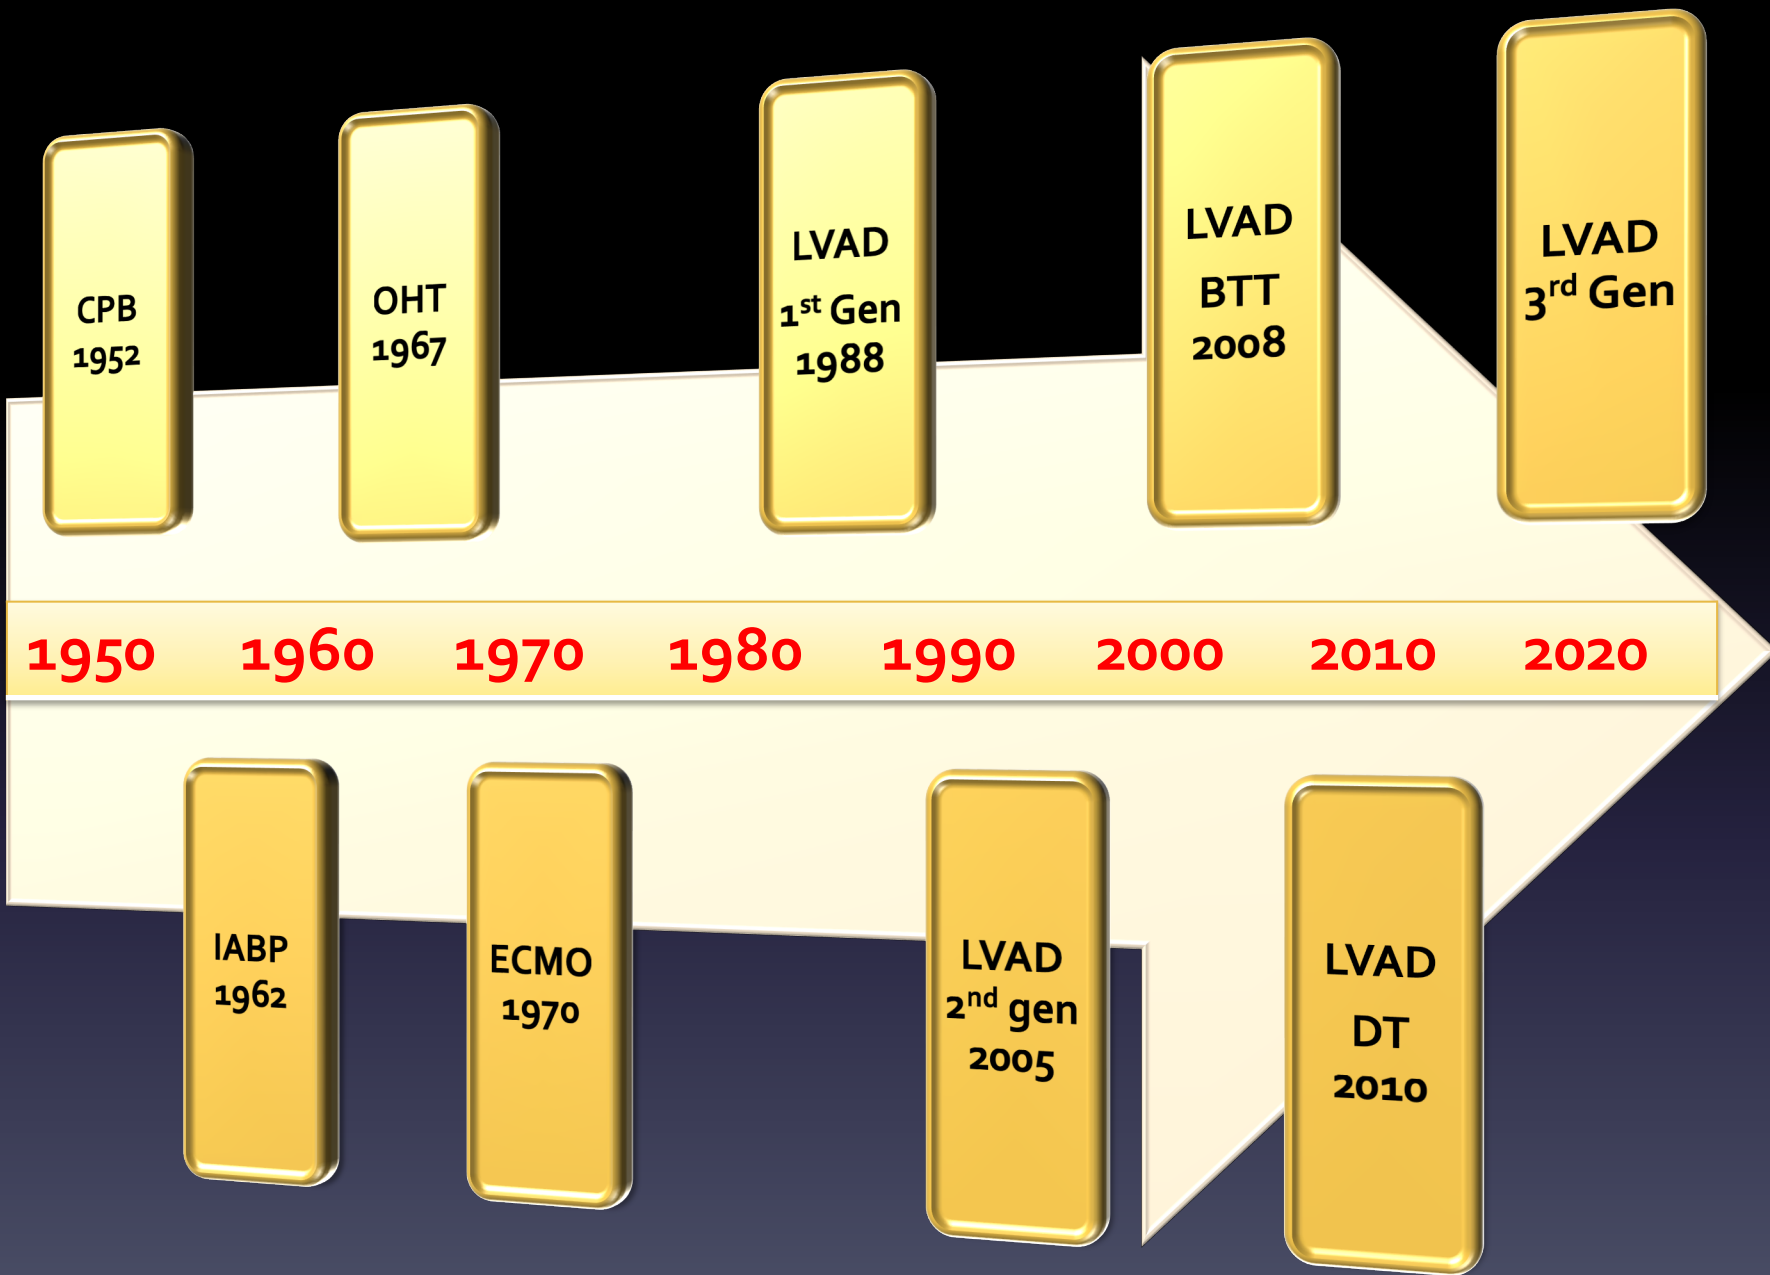 CPB
1952
OHT
1967
LVAD
1st Gen
1988
LVAD
BTT
2008
LVAD
3rd Gen
1950 1960 1970 1980 1990 2000 2010 2020
IABP
1962
ECMO
1970
LVAD
2nd gen
2005
LVAD
DT
2010